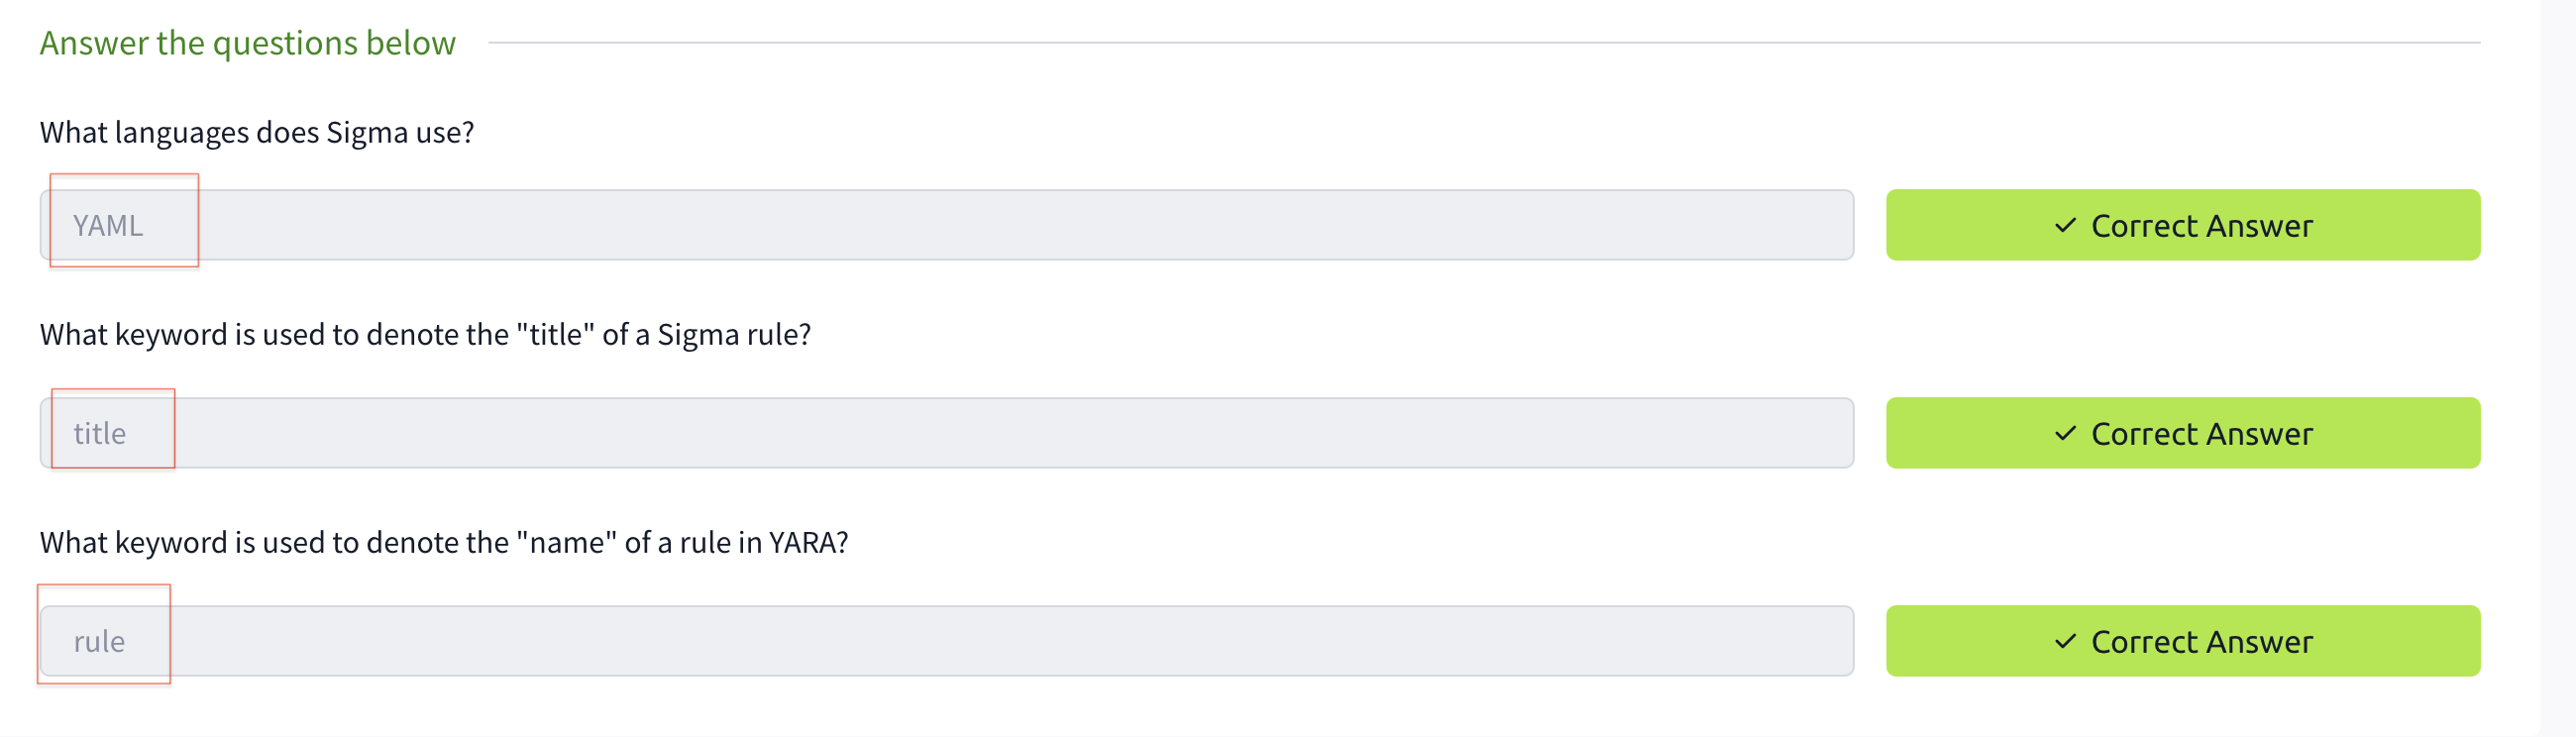 Answer the questions below
What languages does Sigma use?
YAML
✓ Correct Answer
What keyword is used to denote the "title" of a Sigma rule?
title
✓ Correct Answer
What keyword is used to denote the "name" of a rule in YARA?
rule
✓ Correct Answer